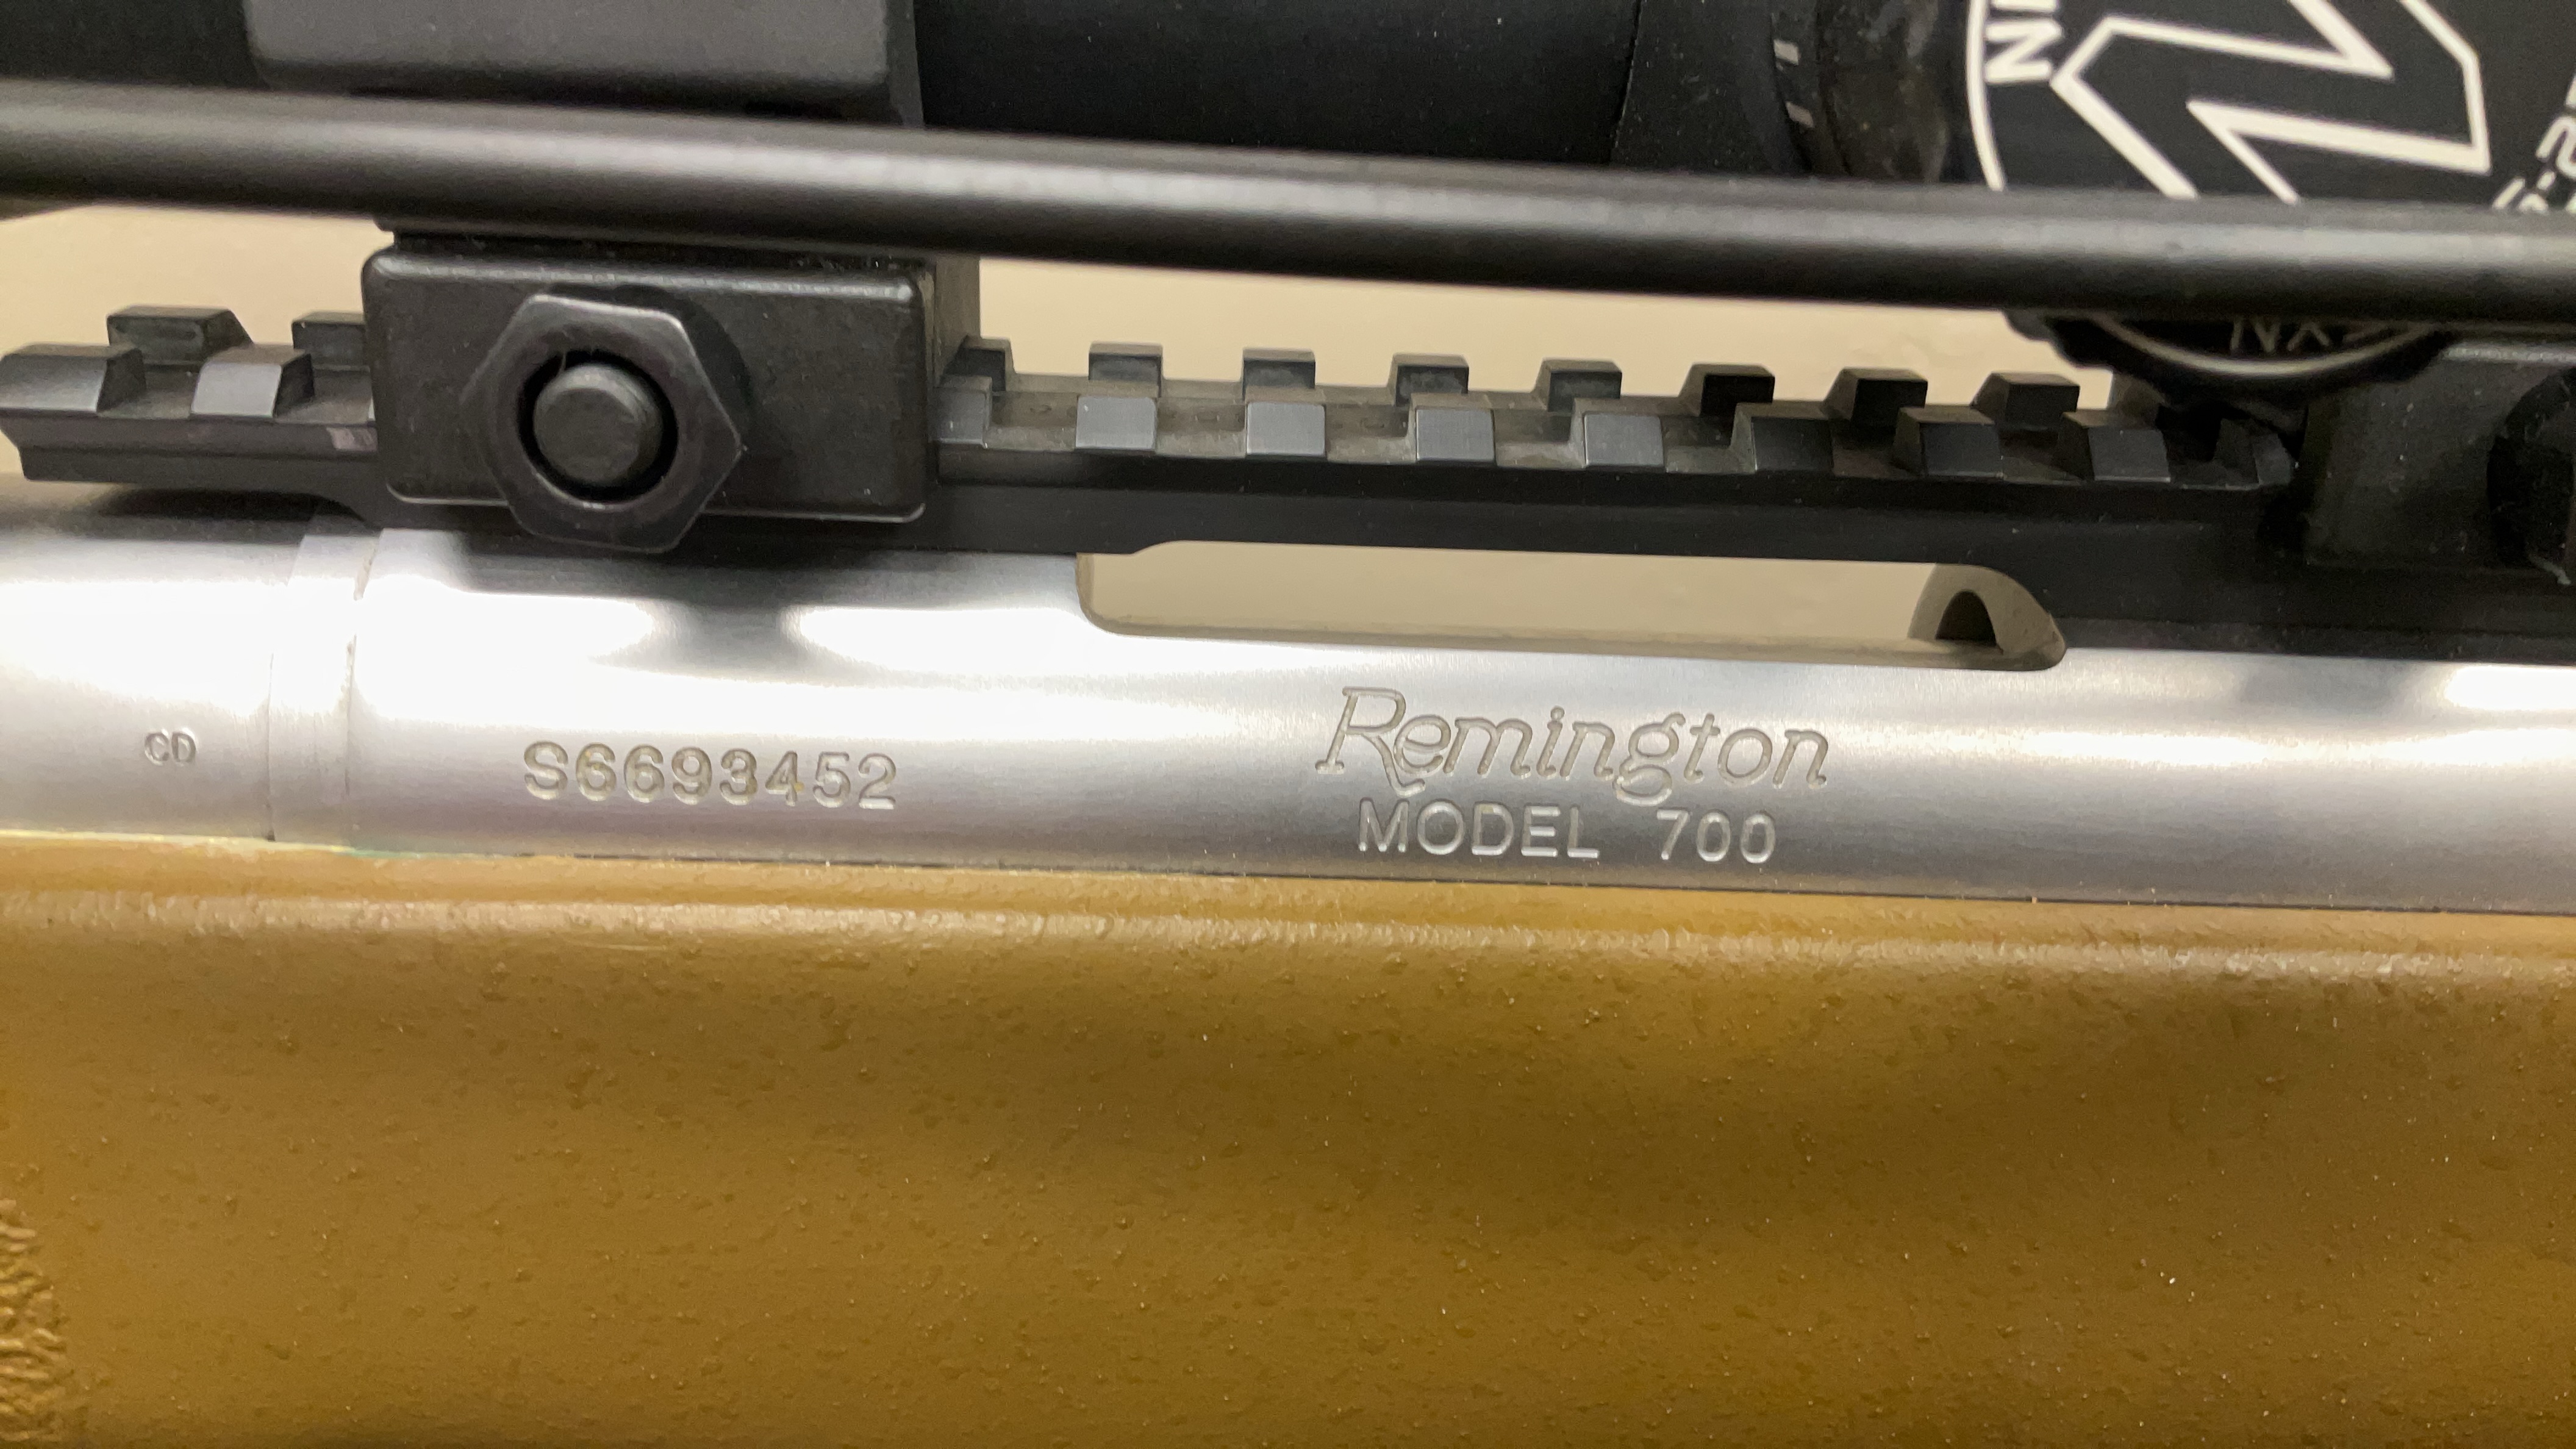 CD
S6693452
Remington
MODEL 700